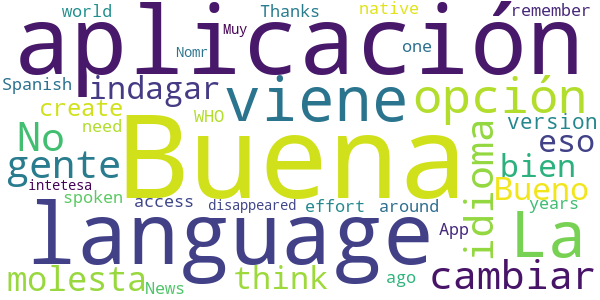 world Thanks native remember
aplicación
Muy
Nomr one
Spanish indagar viene opción
create WHO version
No need Buena idioma eso
gente bien
intetesa Bueno
spoken access disappeared effort around years
language App La
molesta think ago cambiar
News